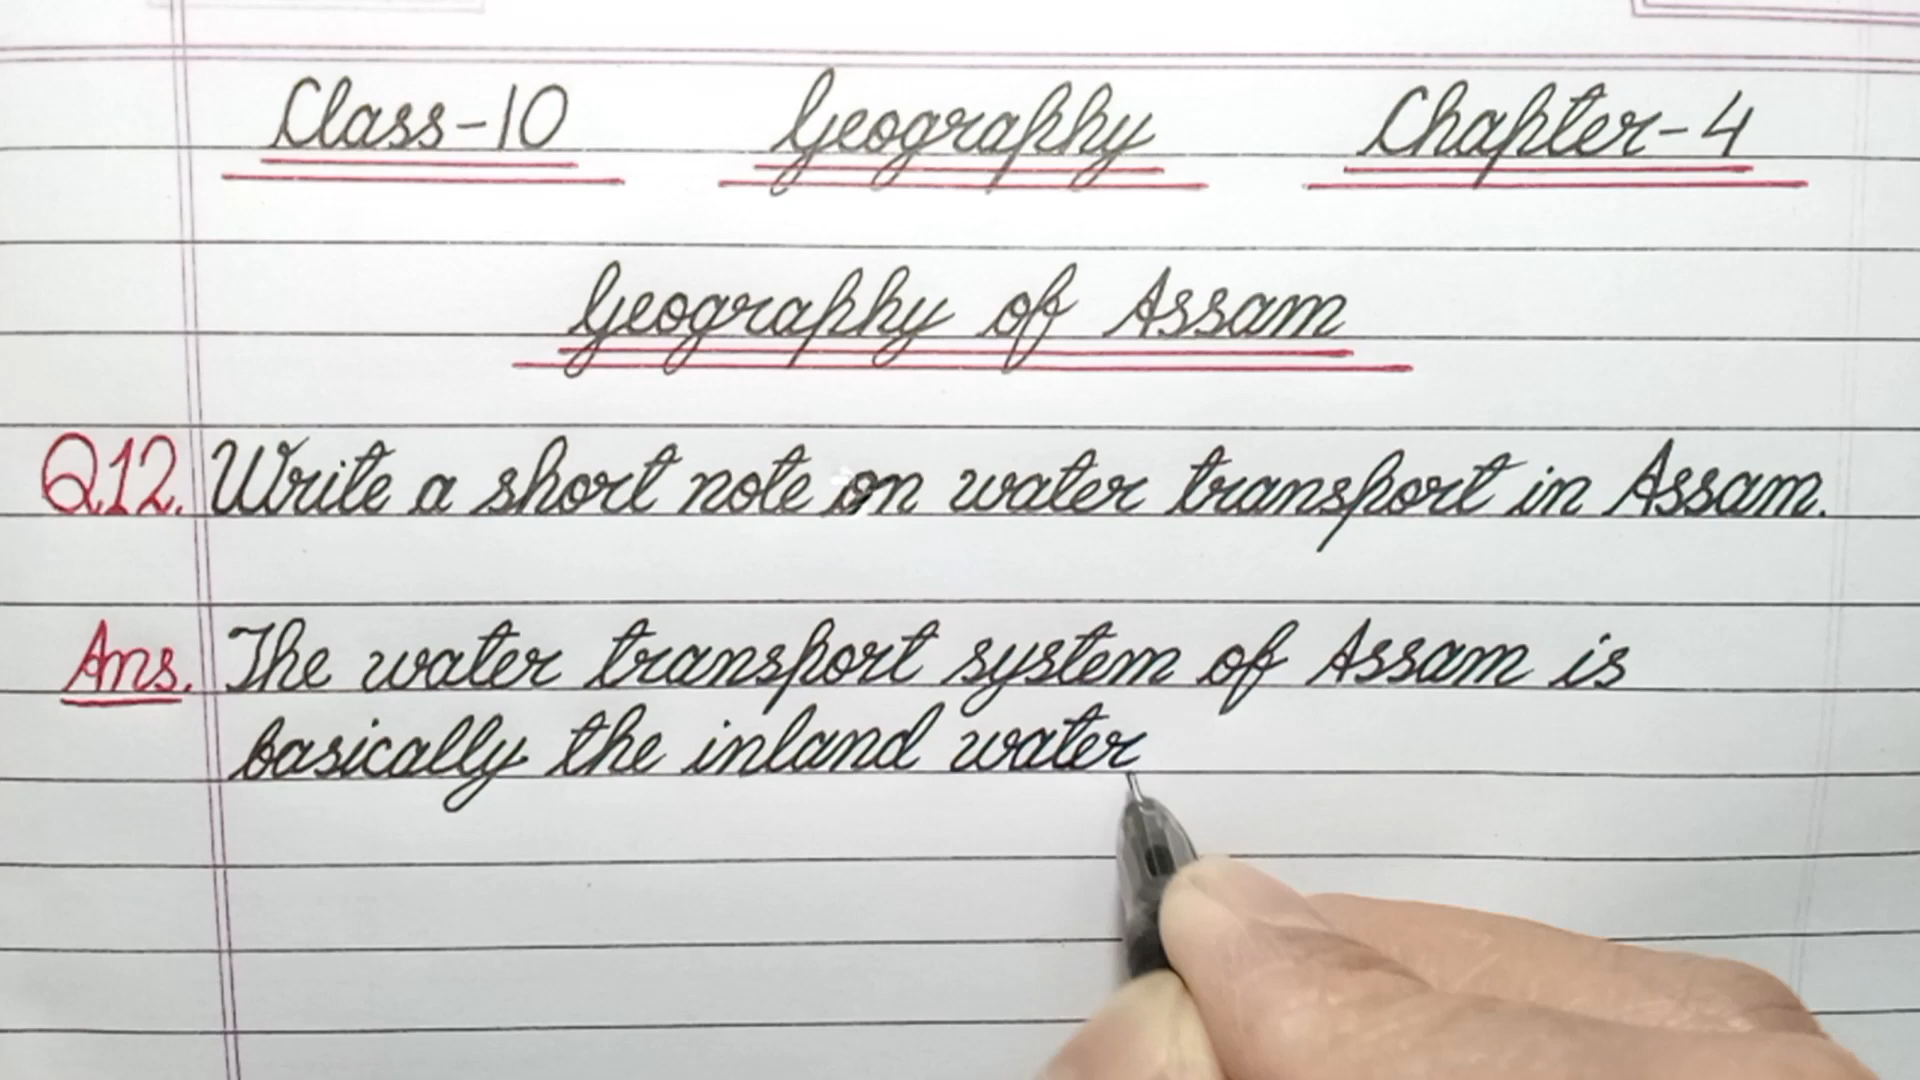 Class-10 Geography Chapter-4
Geography of Assam
Q12. Write a short note on water transport in Assam.
Ans. The water transport system of Assam is
basically the inland water